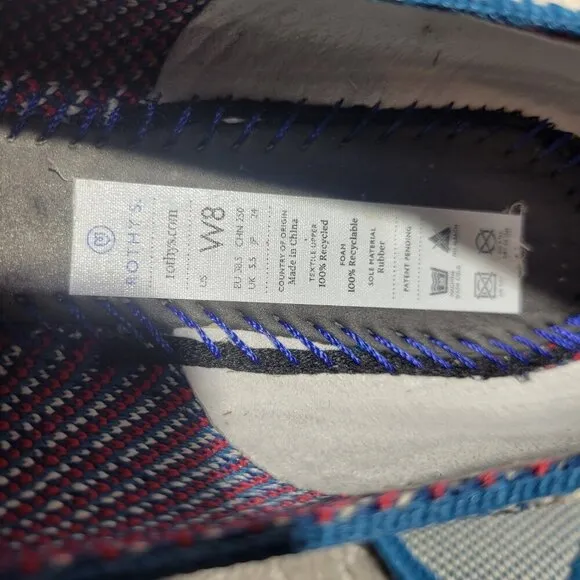 ROTHY'S.
rothys.com
US W8
EU 38.5 CHN 250
UK 5.5 JP 24
COUNTRY OF ORIGIN
Made in China
TEXTILE UPPER
100% Recycled
FOAM
100% Recyclable
SOLE MATERIAL
Rubber
PATENT PENDING